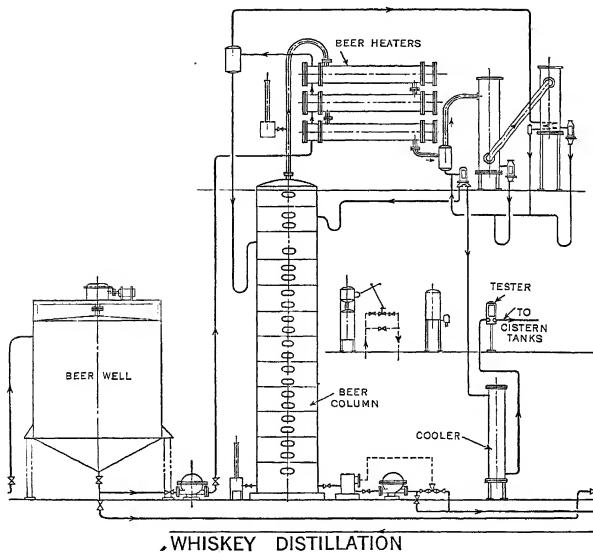 BEER HEATERS
TESTER
TO
CISTERN
TANKS
BEER WELL
BEER
COLUMN
COOLER
WHISKEY DISTILLATION